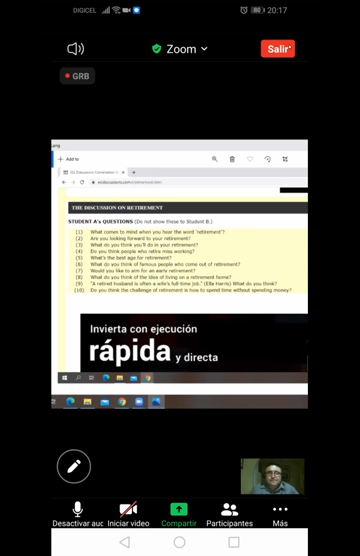 DIGICEL 80 20:17
Zoom
Salir
GRB
Add to
THE DISCUSSION ON RETIREMENT
STUDENT A's QUESTIONS (Do not show these to Student B.)
(1) What comes to mind when you hear the word 'retirement'?
(2) Are you looking forward to your retirement?
(3) What do you think you'll do in your retirement?
(4) Do you think people who retire miss working?
(5) What's the best age for retirement?
(6) What do you think of famous people who come out of retirement?
(7) Would you like to aim for an early retirement?
(8) What do you think of the idea of living on a retirement home?
(9) "A retired husband is often a wife's full-time job." (Ella Harris) What do you think?
(10) Do you think the challenge of retirement is how to spend time without spending money?
Invierta con ejecución
rápida y directa
Desactivar auc Iniciar video Compartir Participantes Más